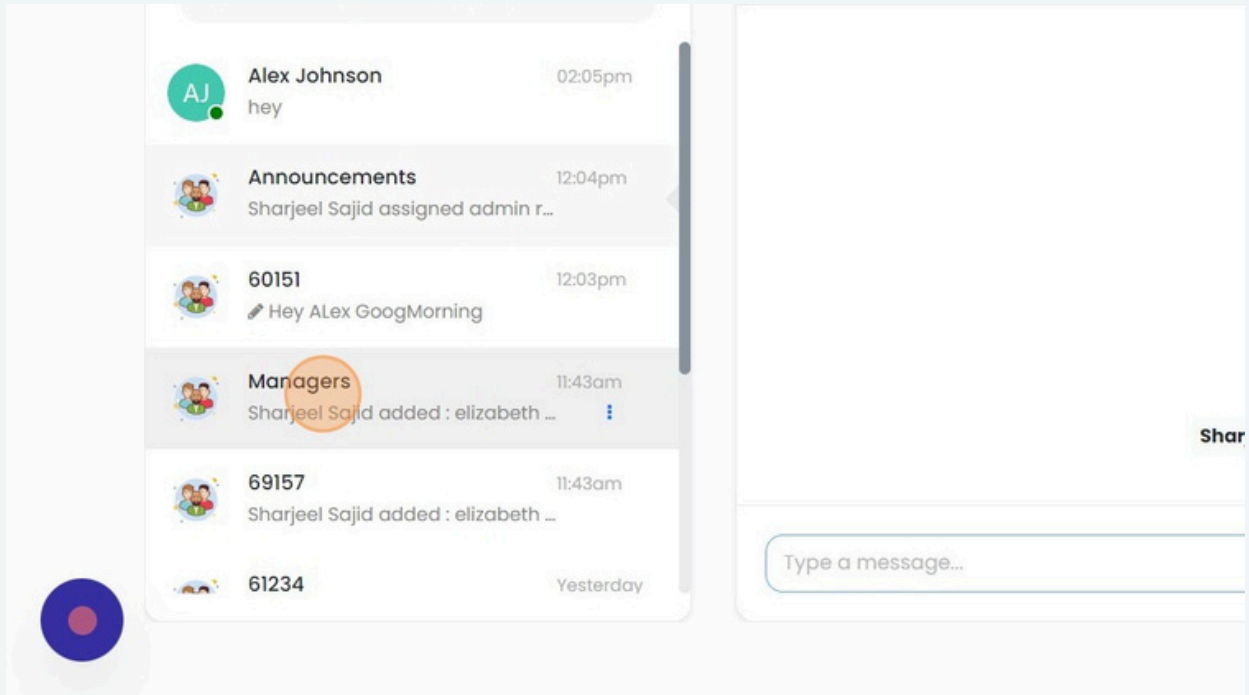 AJ
Alex Johnson 02:05pm
hey
Announcements 12:04pm
Sharjeel Sajid assigned admin r...
60151 12:03pm
Hey ALex GoogMorning
Managers 11:43am
Sharjeel Sajid added : elizabeth ...
69157 11:43am
Sharjeel Sajid added : elizabeth ...
61234 Yesterday
Shar
Type a message...